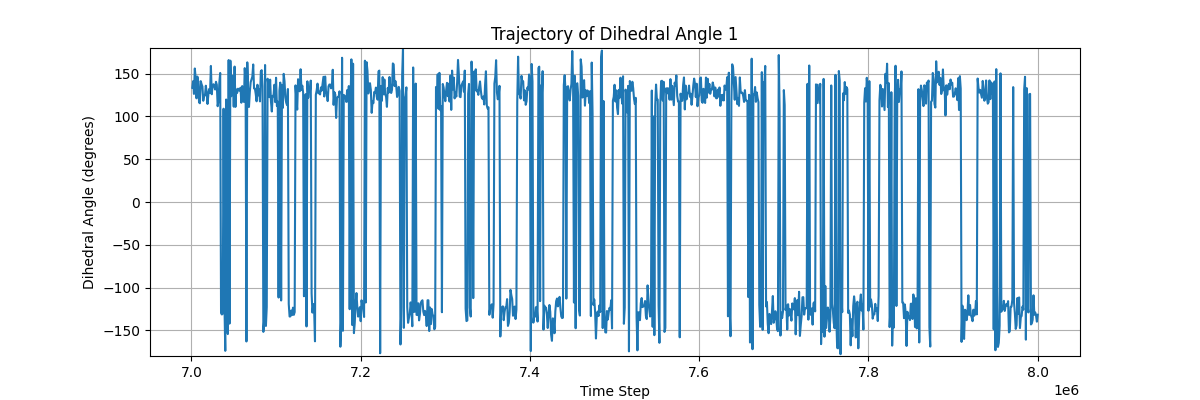 Trajectory of Dihedral Angle 1
Dihedral Angle (degrees)
150
100
50
0
−50
−100
−150
7.0 7.2 7.4 7.6 7.8 8.0
1e6
Time Step